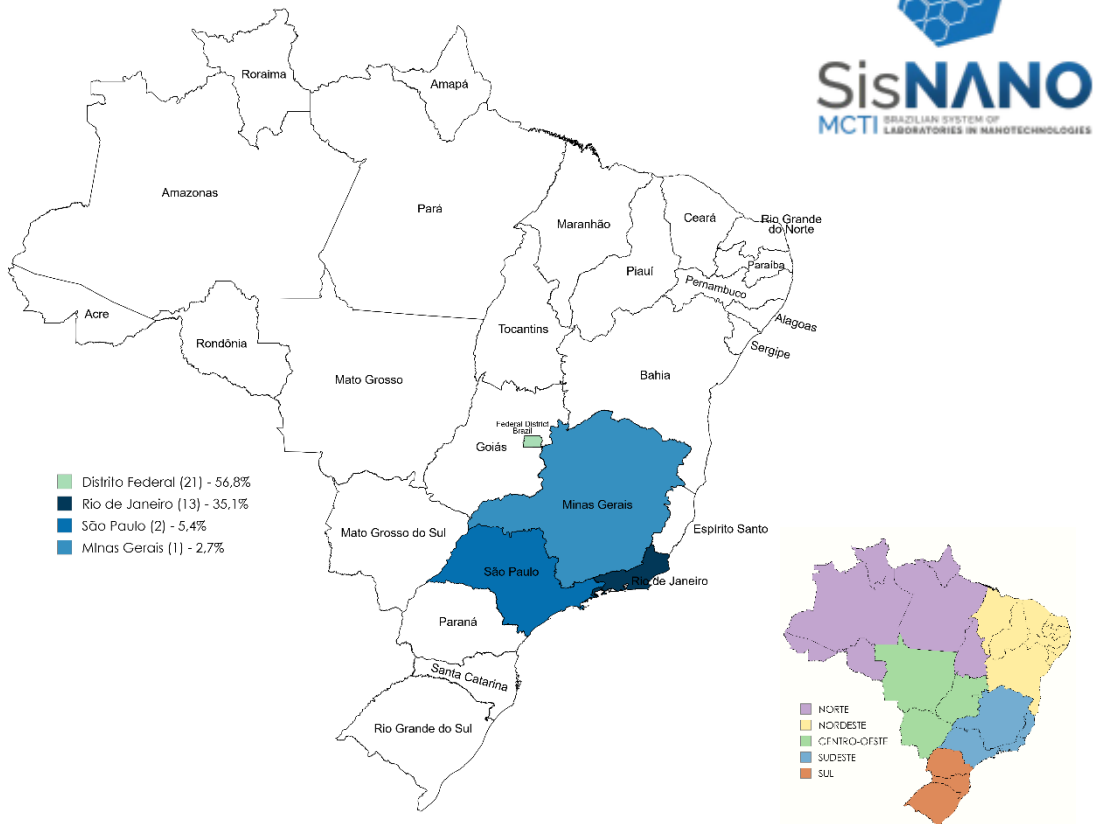 SisNANO
MCTI BRAZILIAN SYSTEM OF
LABORATORIES IN NANOTECHNOLOGIES
Roraima
Amapá
Amazonas
Pará
Maranhão
Ceará
Rio Grande
do Norte
Paraíba
Piauí
Pernambuco
Alagoas
Sergipe
Acre
Rondônia
Tocantins
Mato Grosso
Bahia
Federal District
Brazil
Goiás
Minas Gerais
Mato Grosso do Sul
Espírito Santo
São Paulo
Rio de Janeiro
Paraná
Santa Catarina
Rio Grande do Sul
Distrito Federal (21) - 56,8%
Rio de Janeiro (13) - 35,1%
São Paulo (2) - 5,4%
MInas Gerais (1) - 2,7%
NORTE
NORDESTE
CENTRO-OESTE
SUDESTE
SUL